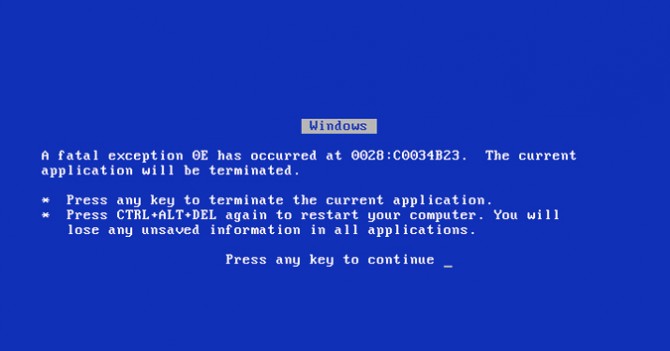 Windows
A fatal exception 0E has occurred at 0028:C0034B23.  The current
application will be terminated.
*  Press any key to terminate the current application.
*  Press CTRL+ALT+DEL again to restart your computer. You will
lose any unsaved information in all applications.
Press any key to continue _